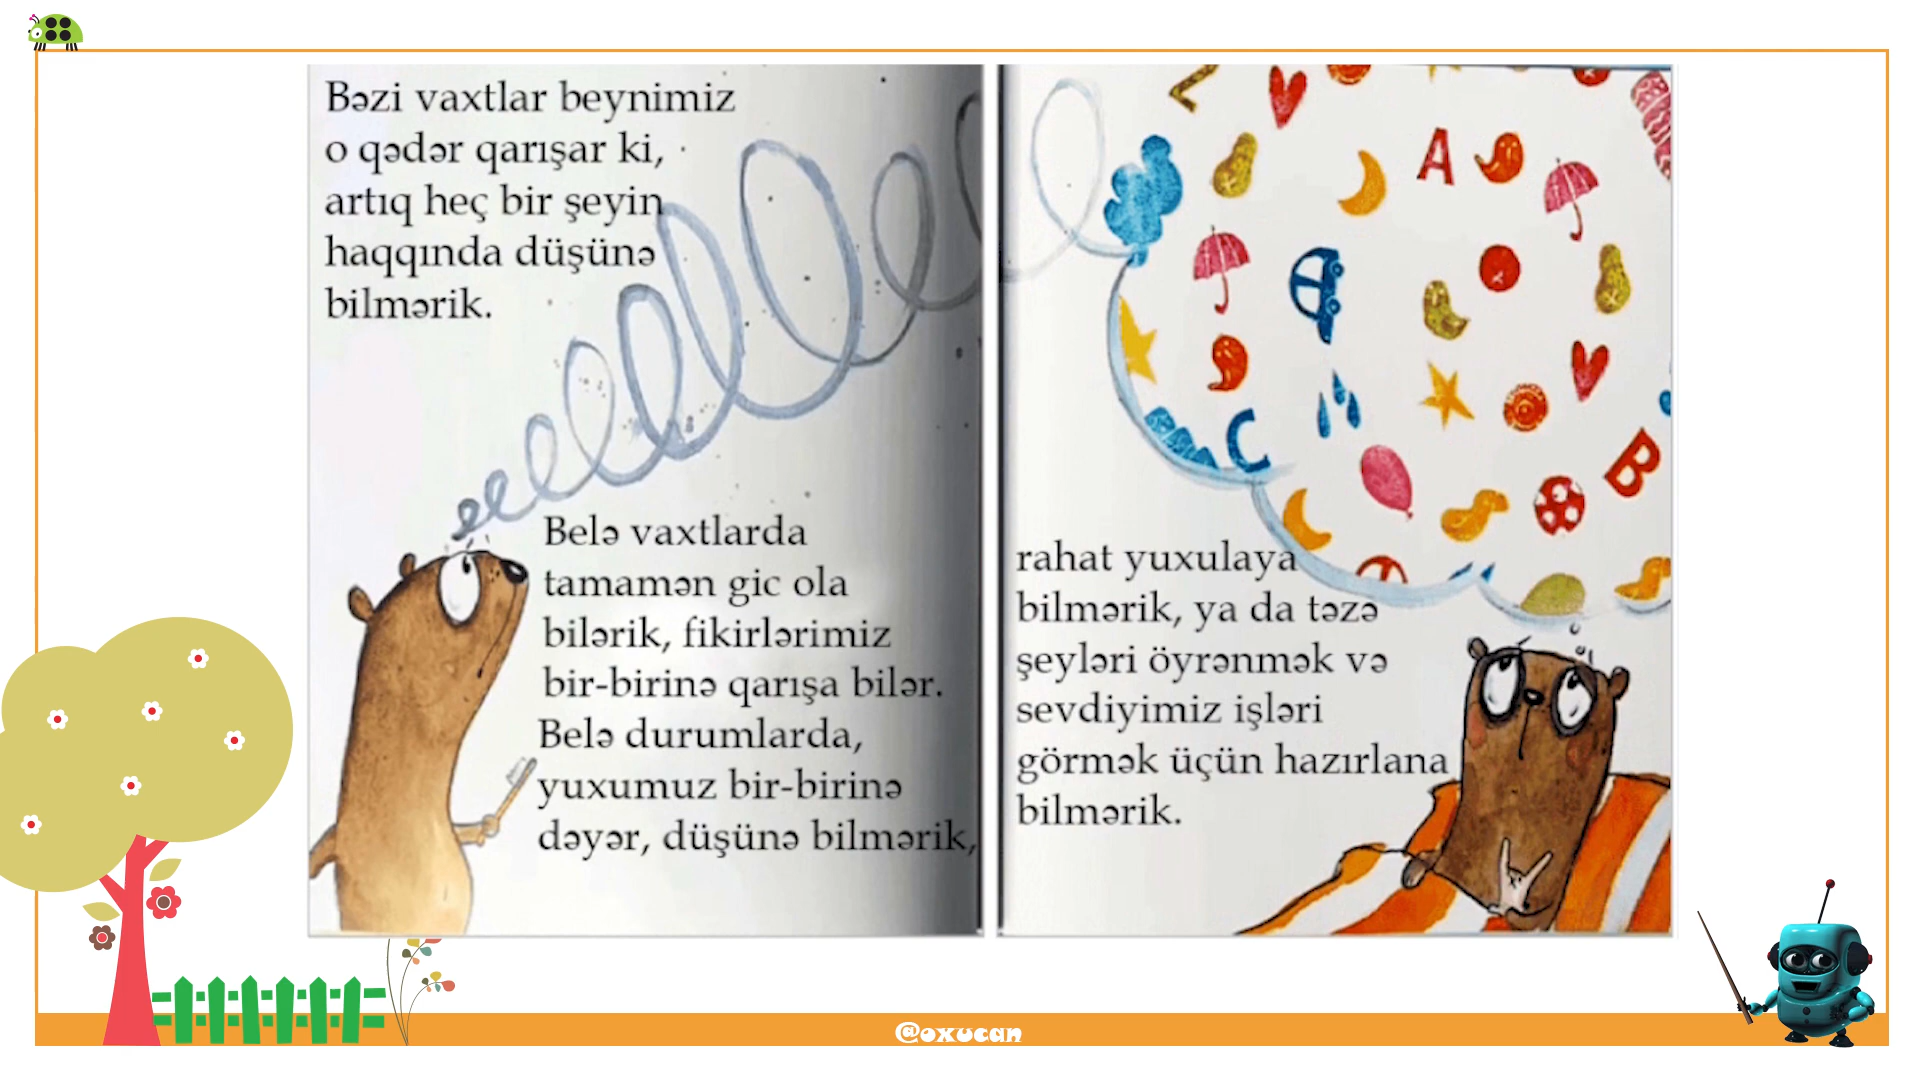 Bəzi vaxtlar beynimiz
o qədər qarışar ki,
artıq heç bir şeyin
haqqında düşünə
bilmərik.
Belə vaxtlarda
tamamən gic ola
bilərik, fikirlərimiz
bir-birinə qarışa bilər.
Belə durumlarda,
yuxumuz bir-birinə
dəyər, düşünə bilmərik,
A
C
B
rahat yuxulaya
bilmərik, ya da təzə
şeyləri öyrənmək və
sevdiyimiz işləri
görmək üçün hazırlana
bilmərik.
@oxucan